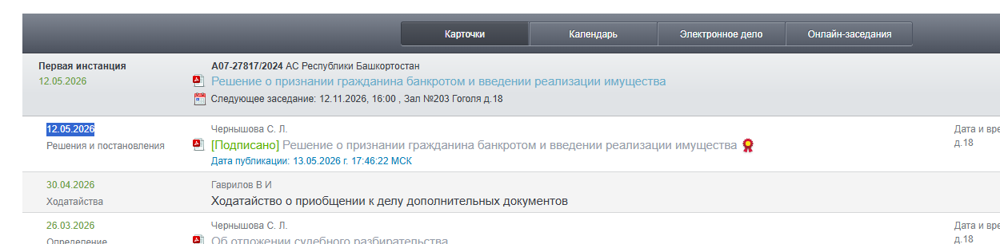 Карточки
Календарь
Электронное дело
Онлайн-заседания
Первая инстанция
А07-27817/2024 АС Республики Башкортостан
12.05.2026
Решение о признании гражданина банкротом и введении реализации имущества
Следующее заседание: 12.11.2026, 16:00 , Зал №203 Гоголя д.18
12.05.2026
Чернышова С. Л.
Дата и вре
Решения и постановления
[Подписано] Решение о признании гражданина банкротом и введении реализации имущества
д.18
Дата публикации: 13.05.2026 г. 17:46:22 МСК
30.04.2026
Гаврилов В И
Ходатайства
Ходатайство о приобщении к делу дополнительных документов
26.03.2026
Чернышова С. Л.
Дата и вре
Определение
Об отложении судебного разбирательства
д.18